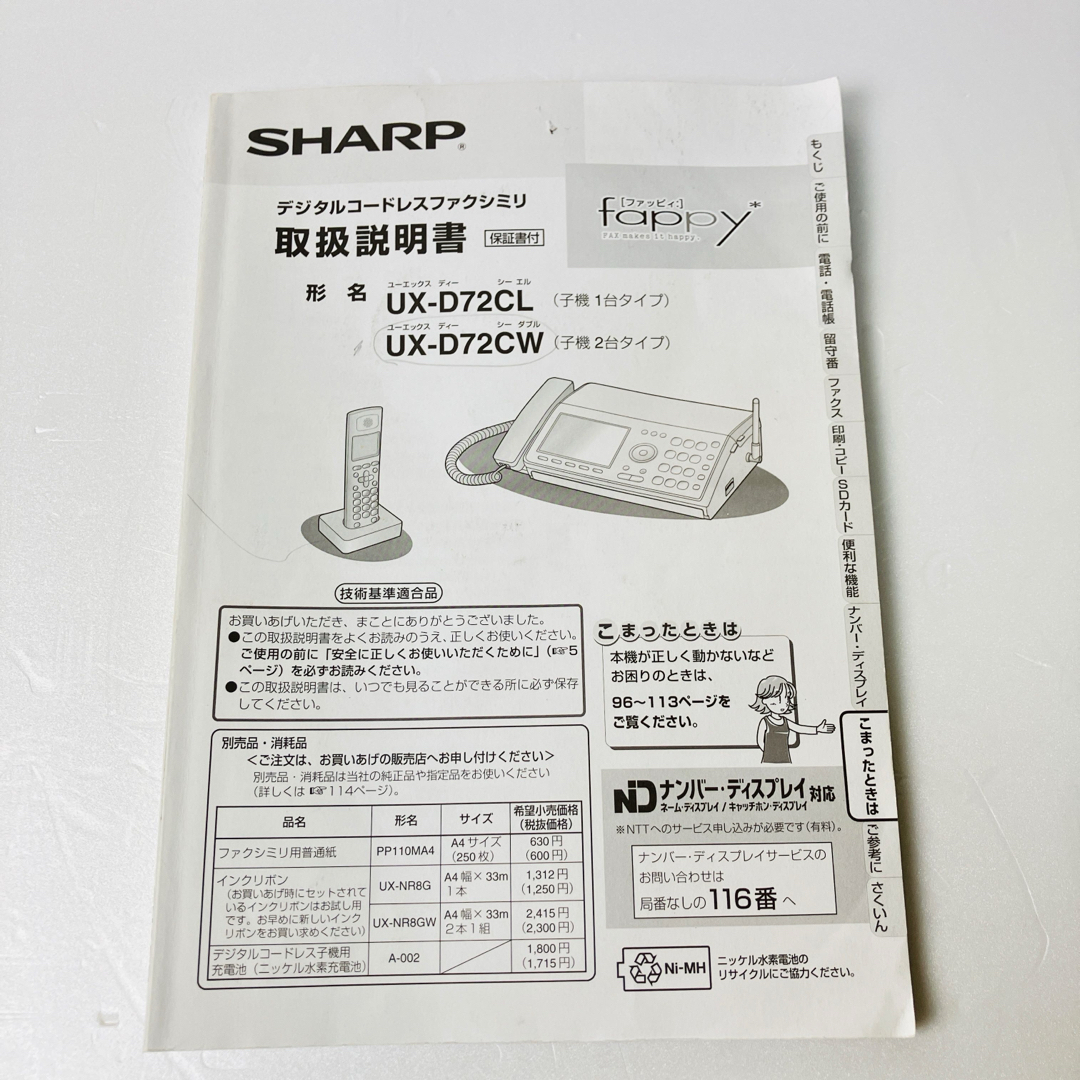 SHARP®
デジタルコードレスファクシミリ
取扱説明書 保証書付
[ファッピィ:]
fappy*
FAX makes it happy.
形名
ユーエックス ディー シー エル
UX-D72CL (子機 1台タイプ)
ユーエックス ディー シー ダブル
UX-D72CW (子機 2台タイプ)
技術基準適合品
お買いあげいただき、まことにありがとうございました。
●この取扱説明書をよくお読みのうえ、正しくお使いください。
ご使用の前に「安全に正しくお使いいただくために」(☞5
ページ)を必ずお読みください。
●この取扱説明書は、いつでも見ることができる所に必ず保存
してください。
こまったときは
本機が正しく動かないなど
お困りのときは、
96〜113ページを
ご覧ください。
別売品・消耗品
<ご注文は、お買いあげの販売店へお申し付けください>
別売品・消耗品は当社の純正品や指定品をお使いください
(詳しくは ☞114ページ)。
品名 形名 サイズ 希望小売価格
(税抜価格)
ファクシミリ用普通紙 PP110MA4 A4サイズ
(250枚) 630円
(600円)
インクリボン
(お買いあげ時にセットされて
いるインクリボンはお試し用
です。お早めに新しいインク
リボンをお買い求めください)
UX-NR8G A4幅×33m
1本 1,312円
(1,250円)
UX-NR8GW A4幅×33m
2本1組 2,415円
(2,300円)
デジタルコードレス子機用
充電池(ニッケル水素充電池) A-002 1,800円
(1,715円)
ND ナンバー・ディスプレイ 対応
ネーム・ディスプレイ / キャッチホン・ディスプレイ
※NTTへのサービス申し込みが必要です(有料)。
ナンバー・ディスプレイサービスの
お問い合わせは
局番なしの116番へ
Ni-MH
ニッケル水素電池の
リサイクルにご協力ください。
もくじ
ご使用の前に
電話・電話帳
留守番
ファクス
印刷・コピー
SDカード
便利な機能
ナンバー・ディスプレイ
こまったときは
ご参考に
さくいん